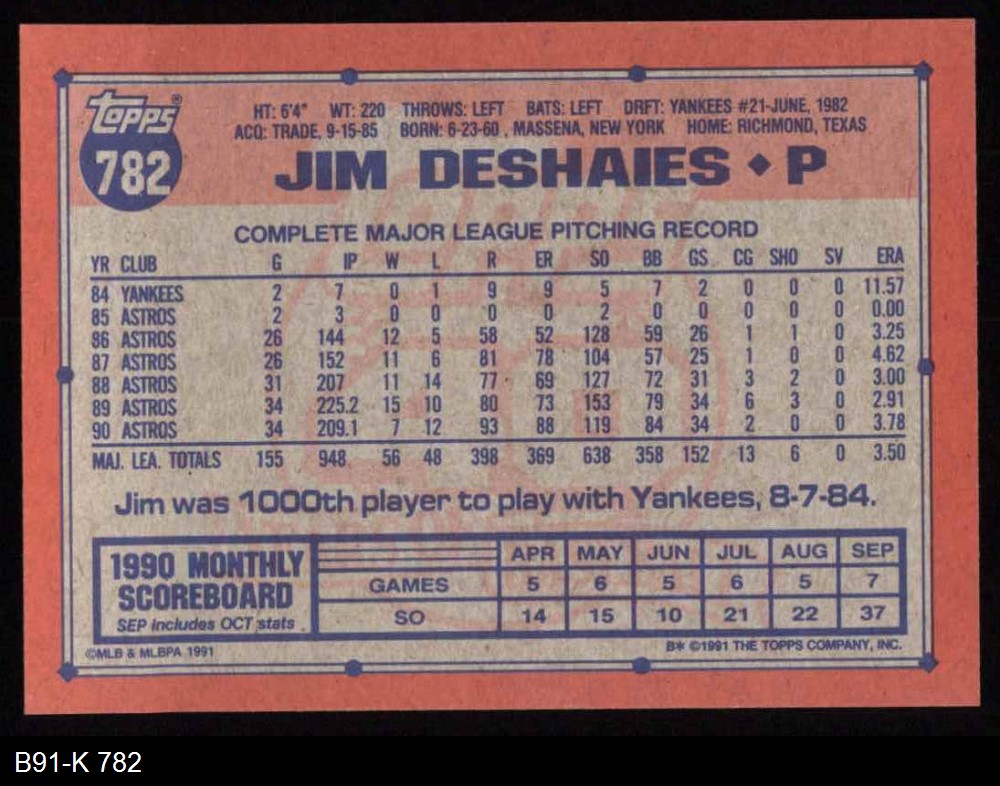 Topps®
782
HT: 6'4" WT: 220 THROWS: LEFT BATS: LEFT DRFT: YANKEES #21-JUNE, 1982
ACQ: TRADE, 9-15-85 BORN: 6-23-60 , MASSENA, NEW YORK HOME: RICHMOND, TEXAS
JIM DESHAIES ♦ P
COMPLETE MAJOR LEAGUE PITCHING RECORD
YR CLUB G IP W L R ER SO BB GS CG SHO SV ERA
84 YANKEES 2 7 0 1 9 9 5 7 2 0 0 0 11.57
85 ASTROS 2 3 0 0 0 0 2 0 0 0 0 0 0.00
86 ASTROS 26 144 12 5 58 52 128 59 26 1 1 0 3.25
87 ASTROS 26 152 11 6 81 78 104 57 25 1 0 0 4.62
88 ASTROS 31 207 11 14 77 69 127 72 31 3 2 0 3.00
89 ASTROS 34 225.2 15 10 80 73 153 79 34 6 3 0 2.91
90 ASTROS 34 209.1 7 12 93 88 119 84 34 2 0 0 3.78
MAJ. LEA. TOTALS 155 948 56 48 398 369 638 358 152 13 6 0 3.50
Jim was 1000th player to play with Yankees, 8-7-84.
1990 MONTHLY SCOREBOARD
SEP includes OCT stats
APR MAY JUN JUL AUG SEP
GAMES 5 6 5 6 5 7
SO 14 15 10 21 22 37
©MLB & MLBPA 1991
B* ©1991 THE TOPPS COMPANY, INC.
B91-K 782